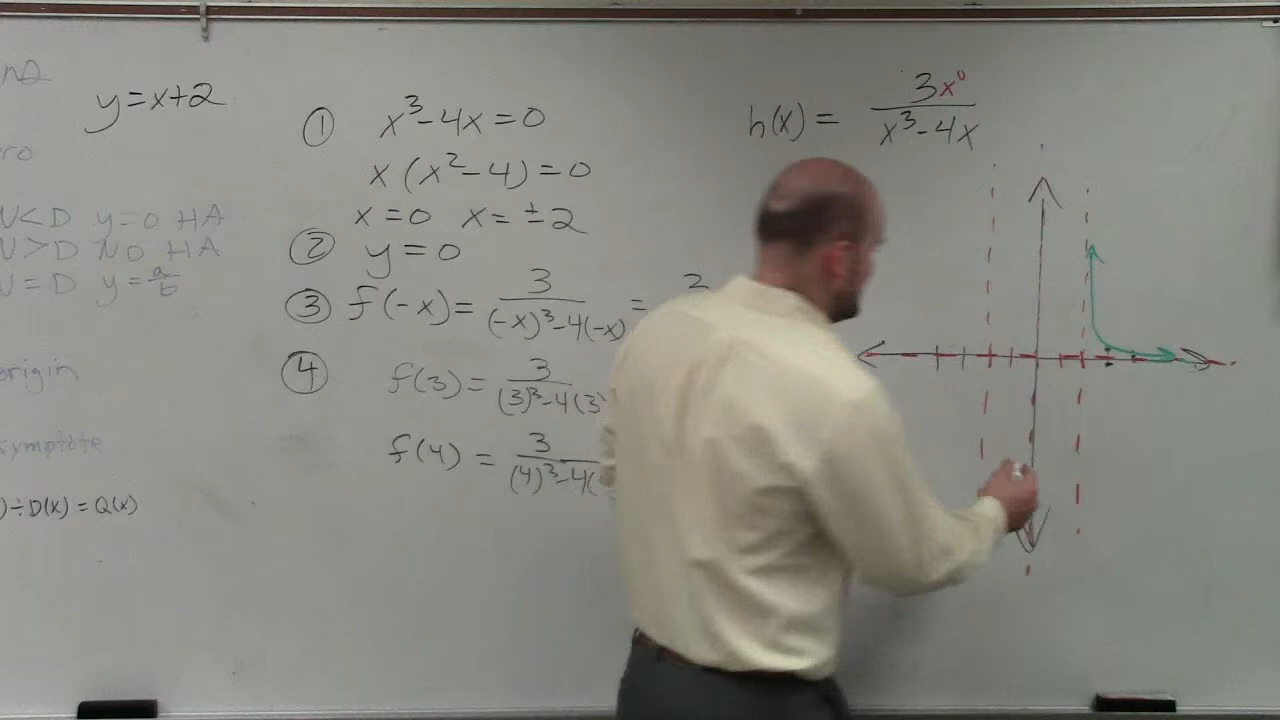 y=x+2
N<D y=0 HA
N>D NO HA
N=D y=a/b
origin
symptote
)÷D(x) = Q(x)
① x³-4x=0
x(x²-4)=0
x=0 x=±2
② y=0
③ f(-x)= 3/((-x)³-4(-x)) =
④ f(3)= 3/((3)³-4(3
f(4) = 3/((4)³-4(
h(x) = 3x⁰/(x³-4x)